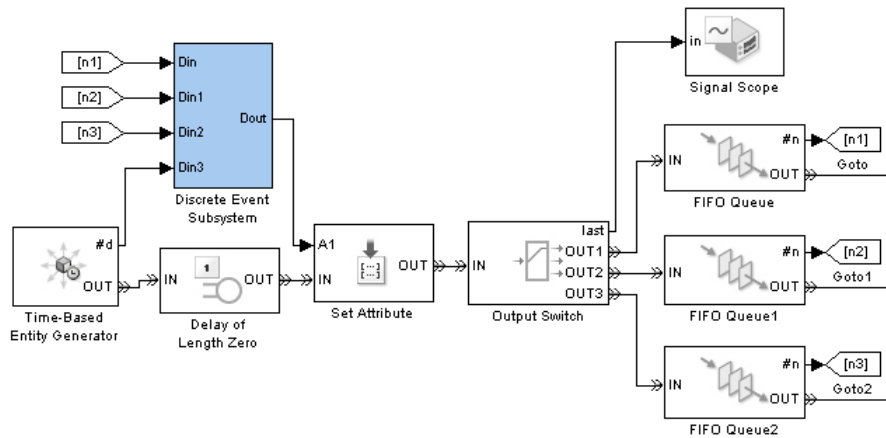 [n1]
[n2]
[n3]
Din
Din1
Din2
Din3
Dout
Discrete Event
Subsystem
#d
OUT
Time-Based
Entity Generator
1
IN
OUT
Delay of
Length Zero
A1
IN
OUT
[...]
Set Attribute
IN
last
OUT1
OUT2
OUT3
Output Switch
in
Signal Scope
IN
#n
OUT
FIFO Queue
[n1]
Goto
IN
#n
OUT
FIFO Queue1
[n2]
Goto1
IN
#n
OUT
FIFO Queue2
[n3]
Goto2